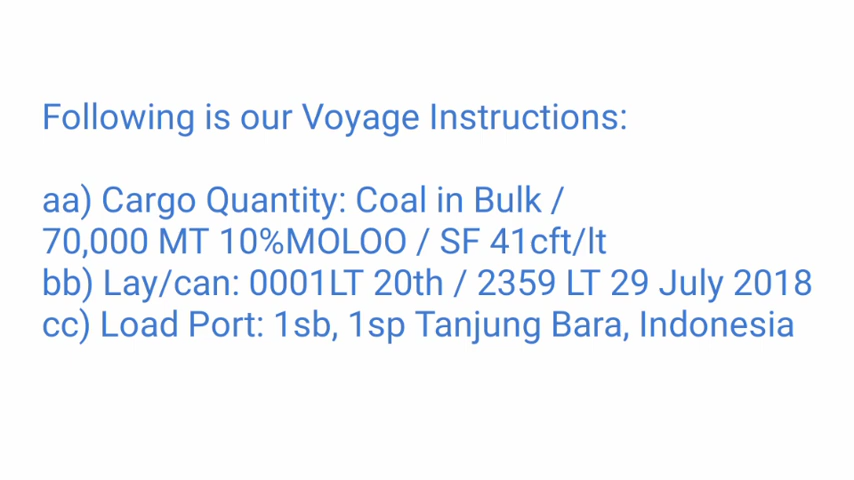 Following is our Voyage Instructions:
aa) Cargo Quantity: Coal in Bulk /
70,000 MT 10%MOLOO / SF 41cft/lt
bb) Lay/can: 0001LT 20th / 2359 LT 29 July 2018
cc) Load Port: 1sb, 1sp Tanjung Bara, Indonesia